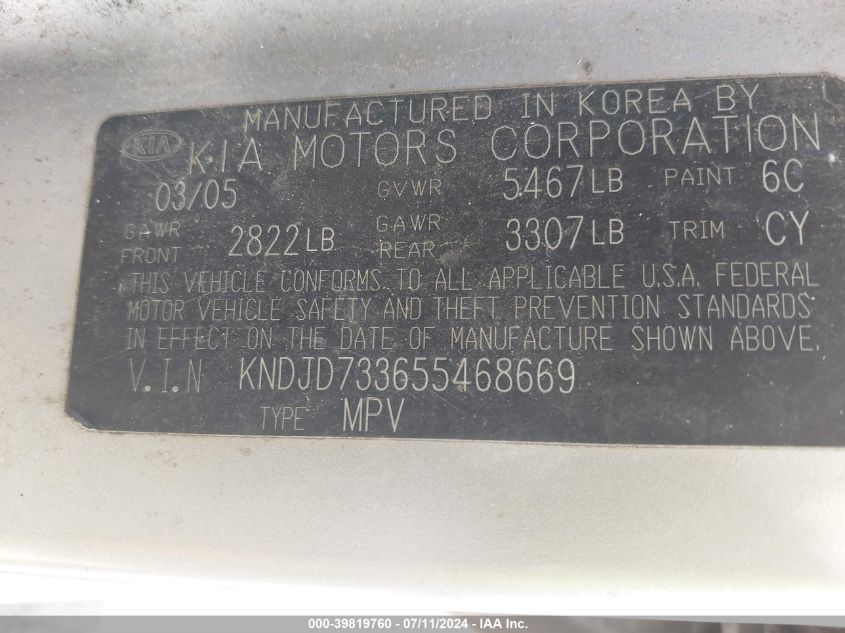 MANUFACTURED IN KOREA BY
KIA KIA MOTORS CORPORATION
03/05 GVWR 5467LB PAINT 6C
GAWR FRONT 2822LB GAWR REAR 3307LB TRIM CY
THIS VEHICLE CONFORMS TO ALL APPLICABLE U.S.A. FEDERAL
MOTOR VEHICLE SAFETY AND THEFT PREVENTION STANDARDS
IN EFFECT ON THE DATE OF MANUFACTURE SHOWN ABOVE.
V.I.N KNDJD733655468669
TYPE MPV
000-39819760 - 07/11/2024 - IAA Inc.